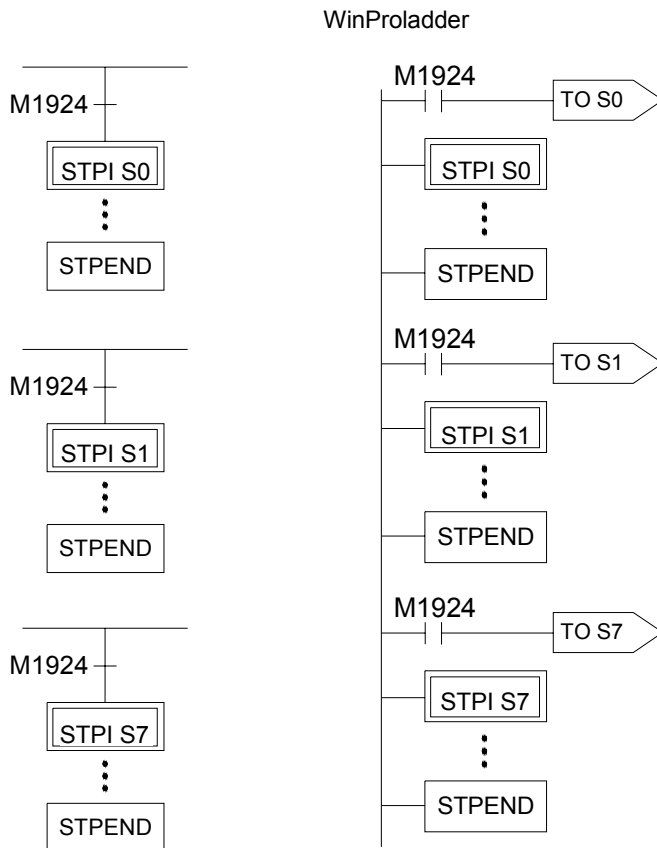 WinProladder
M1924
STPI S0
STPEND
M1924
STPI S1
STPEND
M1924
STPI S7
STPEND
M1924
TO S0
STPI S0
STPEND
M1924
TO S1
STPI S1
STPEND
M1924
TO S7
STPI S7
STPEND